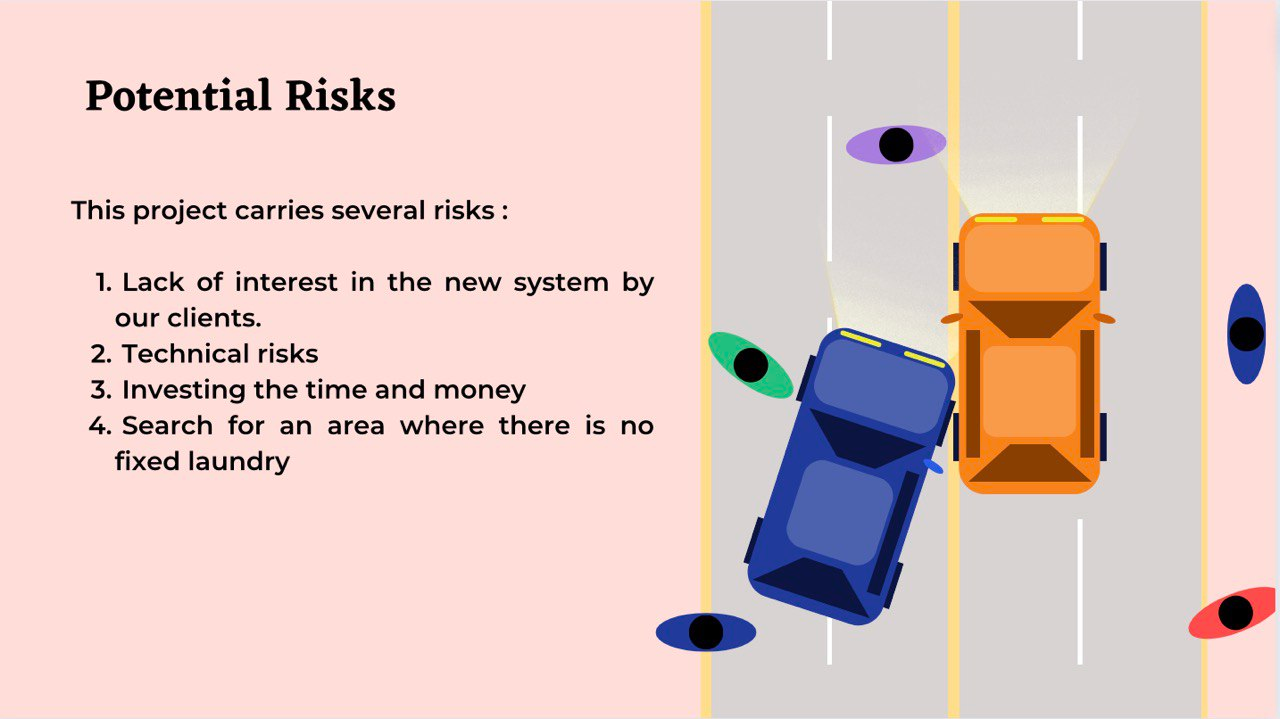 Potential Risks
This project carries several risks :
1. Lack of interest in the new system by
our clients.
2. Technical risks
3. Investing the time and money
4. Search for an area where there is no
fixed laundry